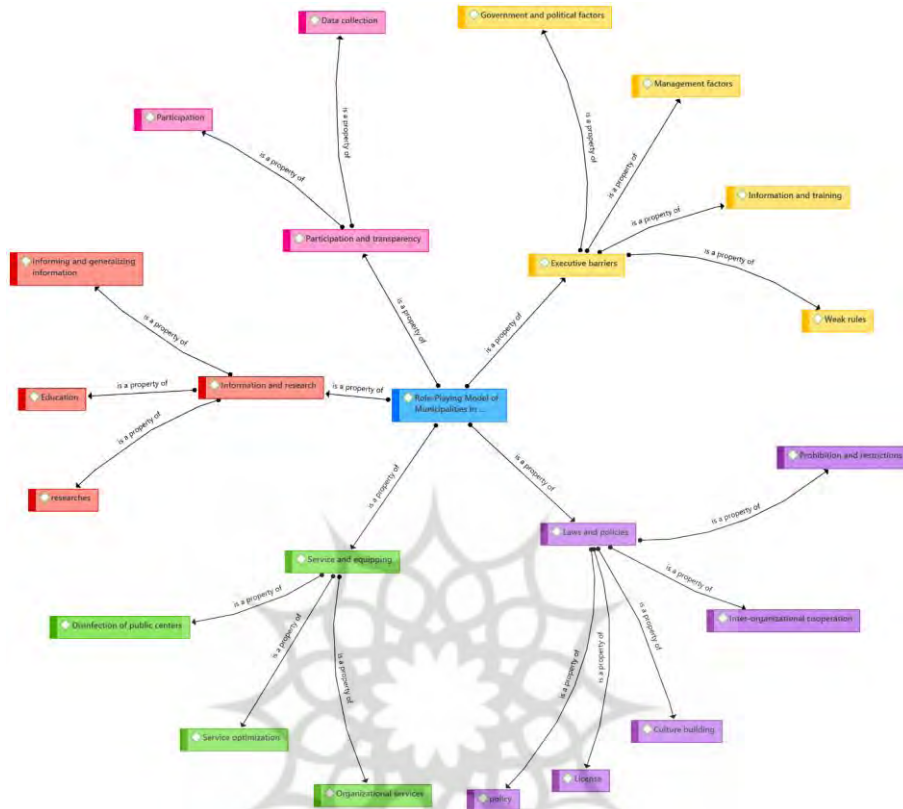 Data collection
Government and political factors
Management factors
Participation
is a property of
is a property of
is a property of
is a property of
Information and training
is a property of
Participation and transparency
Executive barriers
is a property of
Informing and genetalizing
information
Weak rules
is a property of
is a property of
is a property of
Education
is a property of
Information and research
is a property of
Role-Playing Model of
Municipalities in ...
is a property of
researches
is a property of
is a property of
Prohibition and restrictions
is a property of
Laws and policies
Service and equipping
is a property of
is a property of
Disinfection of public centers
Inter-organizational cooperation
is a property of
is a property of
is a property of
is a property of
is a property of
Service optimization
Culture building
Organizational services
policy
License